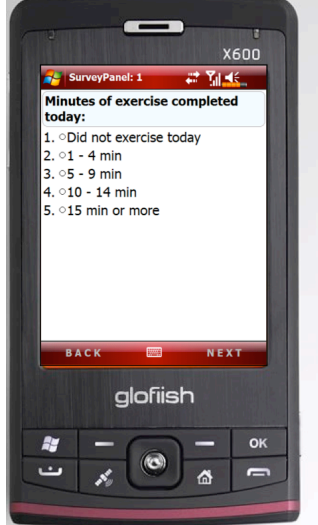 X600
SurveyPanel: 1
Minutes of exercise completed
today:
1. Did not exercise today
2. 1 - 4 min
3. 5 - 9 min
4. 10 - 14 min
5. 15 min or more
BACK NEXT
glofiish
OK